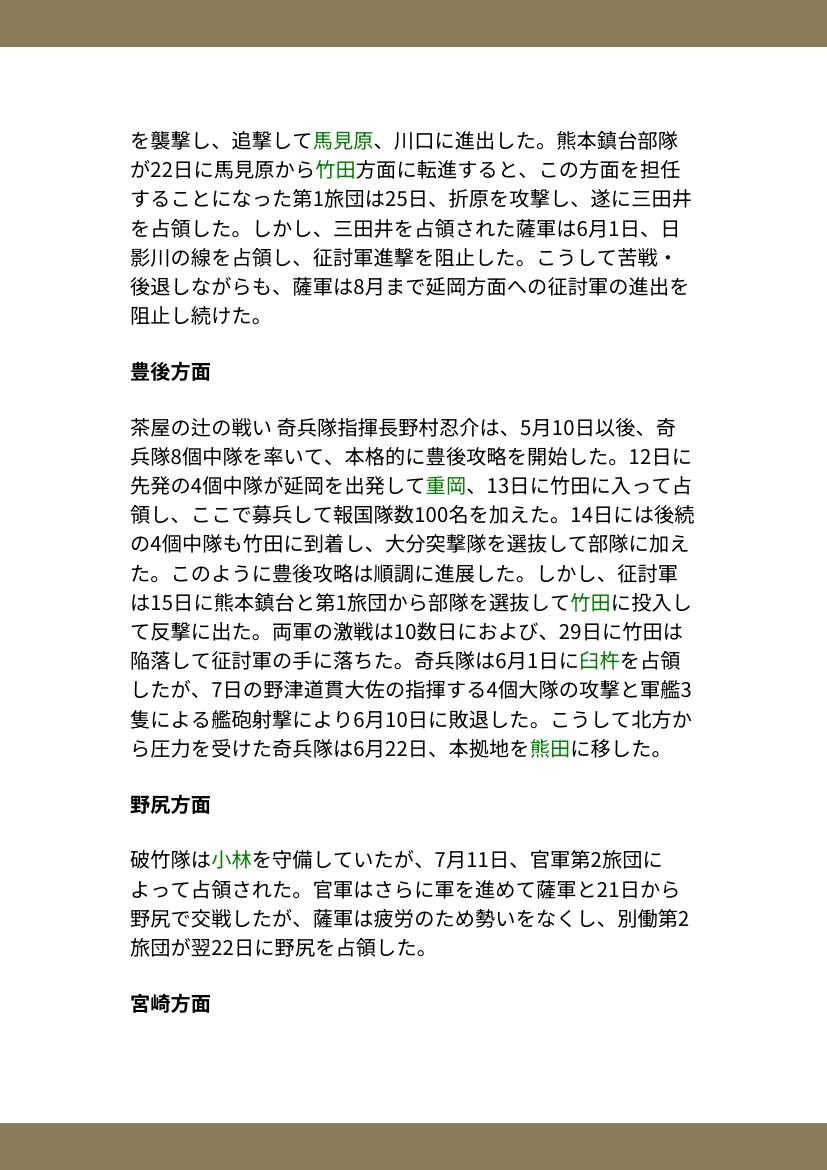 を襲撃し、追撃して馬見原、川口に進出した。熊本鎮台部隊
が22日に馬見原から竹田方面に転進すると、この方面を担任
することになった第1旅団は25日、折原を攻撃し、遂に三田井
を占領した。しかし、三田井を占領された薩軍は6月1日、日
影川の線を占領し、征討軍進撃を阻止した。こうして苦戦・
後退しながらも、薩軍は8月まで延岡方面への征討軍の進出を
阻止し続けた。
豊後方面
茶屋の辻の戦い 奇兵隊指揮長野村忍介は、5月10日以後、奇
兵隊8個中隊を率いて、本格的に豊後攻略を開始した。12日に
先発の4個中隊が延岡を出発して重岡、13日に竹田に入って占
領し、ここで募兵して報国隊数100名を加えた。14日には後続
の4個中隊も竹田に到着し、大分突撃隊を選抜して部隊に加え
た。このように豊後攻略は順調に進展した。しかし、征討軍
は15日に熊本鎮台と第1旅団から部隊を選抜して竹田に投入し
て反撃に出た。両軍の激戦は10数日におよび、29日に竹田は
陥落して征討軍の手に落ちた。奇兵隊は6月1日に臼杵を占領
したが、7日の野津道貫大佐の指揮する4個大隊の攻撃と軍艦3
隻による艦砲射撃により6月10日に敗退した。こうして北方か
ら圧力を受けた奇兵隊は6月22日、本拠地を熊田に移した。
野尻方面
破竹隊は小林を守備していたが、7月11日、官軍第2旅団に
よって占領された。官軍はさらに軍を進めて薩軍と21日から
野尻で交戦したが、薩軍は疲労のため勢いをなくし、別働第2
旅団が翌22日に野尻を占領した。
宮崎方面